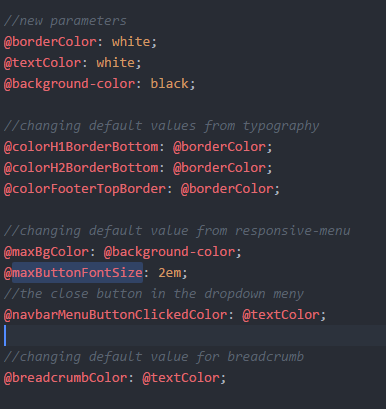 //new parameters
@borderColor: white;
@textColor: white;
@background-color: black;
//changing default values from typography
@colorH1BorderBottom: @borderColor;
@colorH2BorderBottom: @borderColor;
@colorFooterTopBorder: @borderColor;
//changing default value from responsive-menu
@maxBgColor: @background-color;
@maxButtonFontSize: 2em;
//the close button in the dropdown meny
@navbarMenuButtonClickedColor: @textColor;
//changing default value for breadcrumb
@breadcrumbColor: @textColor;